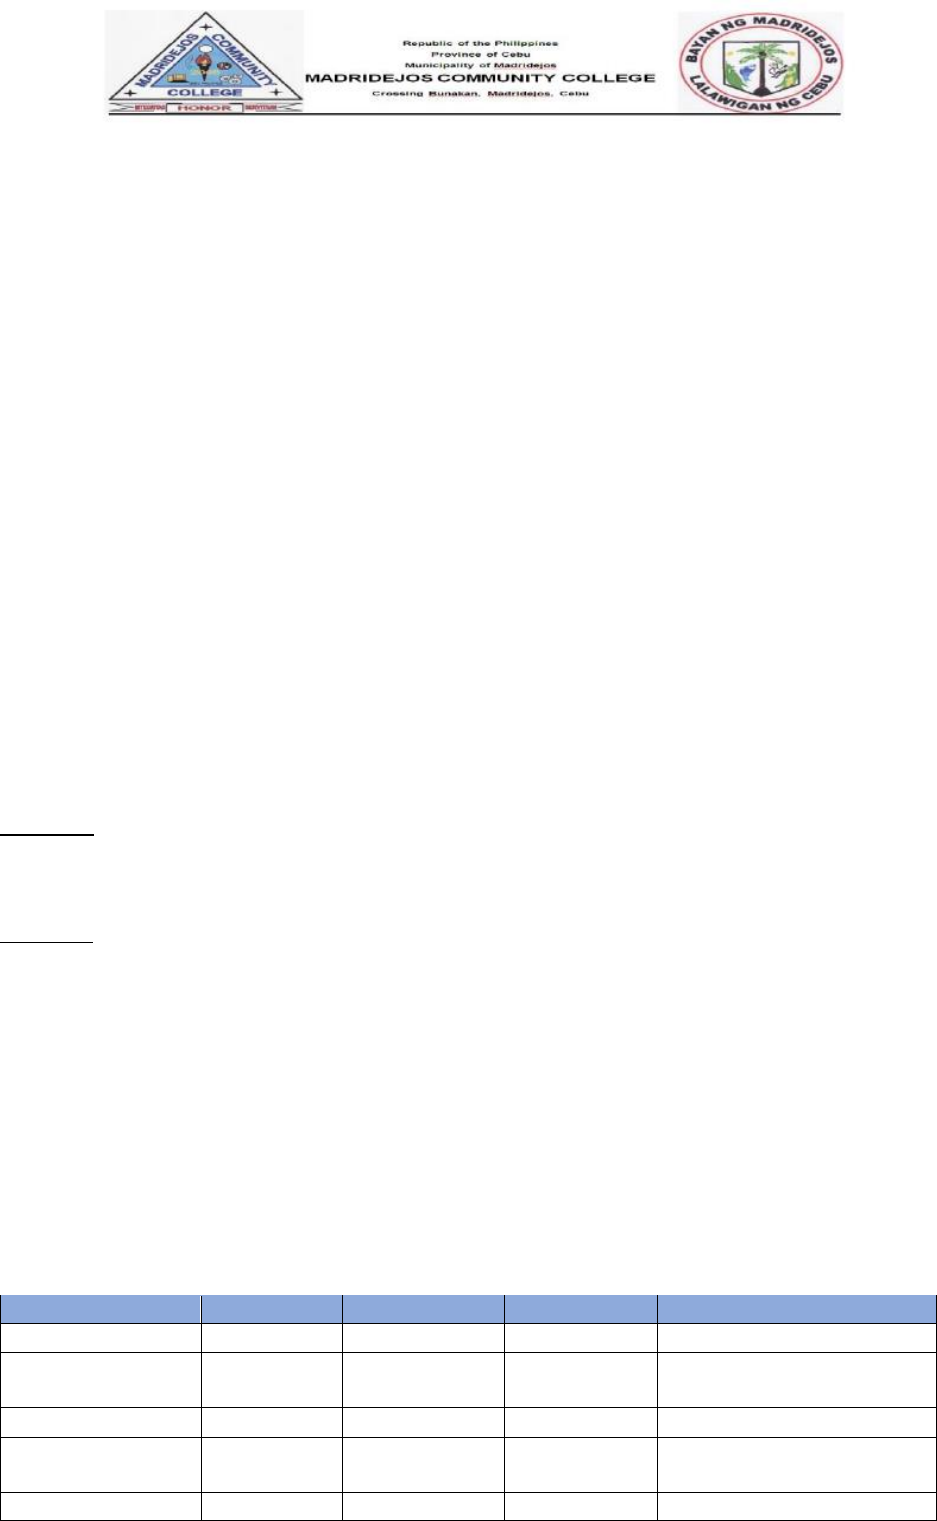 MADRIDEJOS COMMUNITY
COLLEGE
HONOR
Republic of the Philippines
Province of Cebu
Municipality of Madridejos
MADRIDEJOS COMMUNITY COLLEGE
Crossing Bunakan, Madridejos, Cebu
BAYAN NG MADRIDEJOS
LALAWIGAN NG CEBU